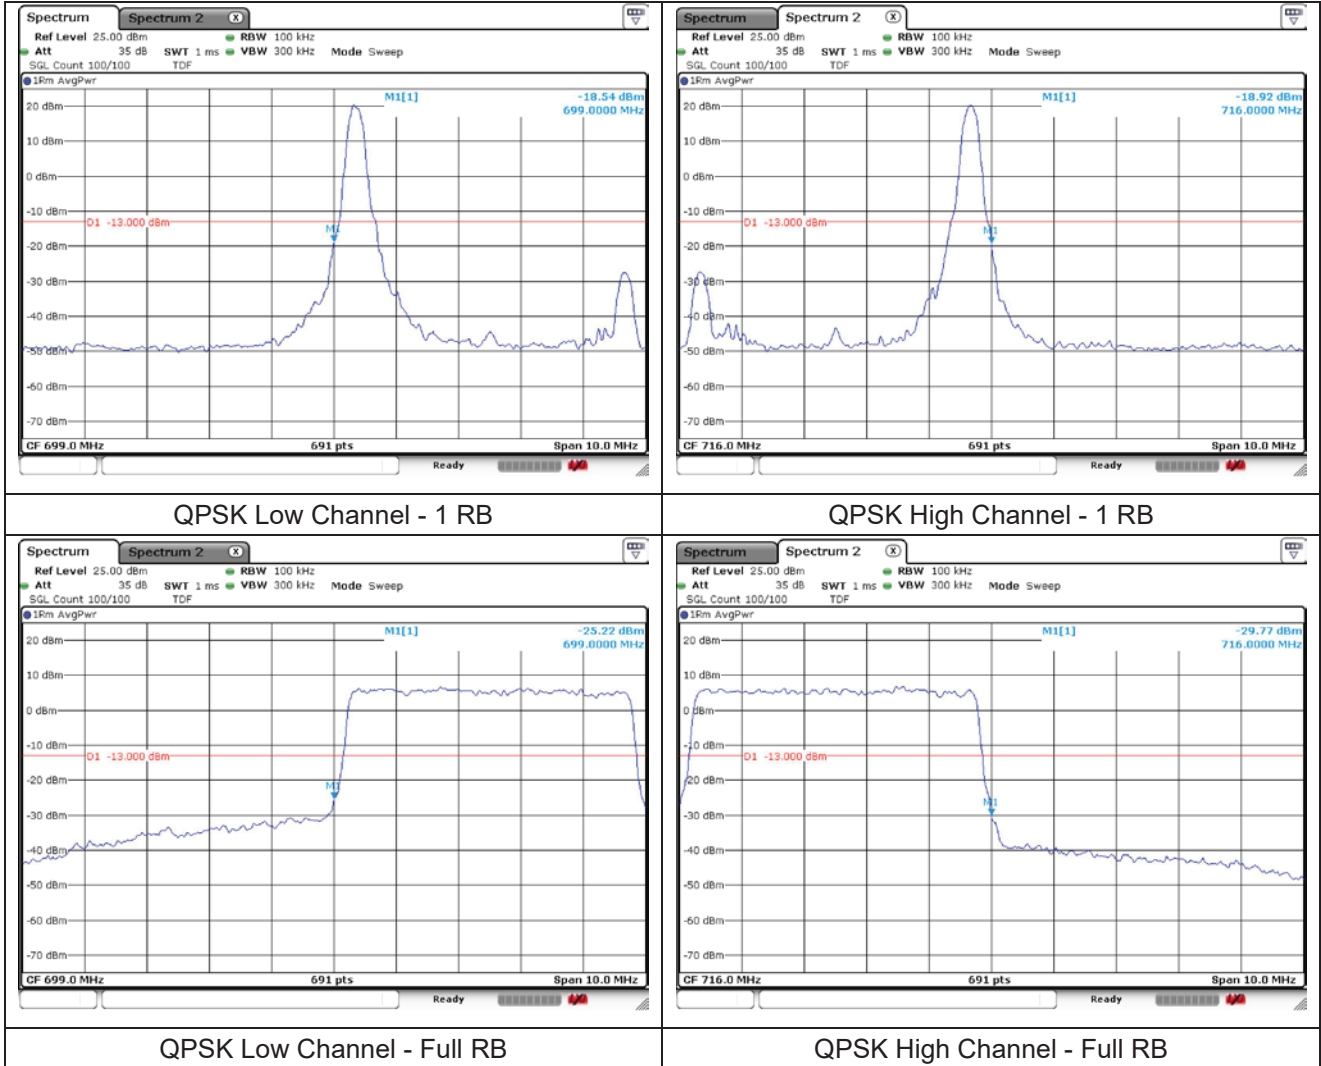 Spectrum Spectrum 2 X
Ref Level 25.00 dBm RBW 100 kHz
Att 35 dB SWT 1 ms VBW 300 kHz Mode Sweep
SGL Count 100/100 TDF
1Rm AvgPwr
M1[1] -18.54 dBm
699.0000 MHz
20 dBm
10 dBm
0 dBm
-10 dBm
D1 -13.000 dBm
M1
-20 dBm
-30 dBm
-40 dBm
-50 dBm
-60 dBm
-70 dBm
CF 699.0 MHz 691 pts Span 10.0 MHz
Ready
QPSK Low Channel - 1 RB
Spectrum Spectrum 2 X
Ref Level 25.00 dBm RBW 100 kHz
Att 35 dB SWT 1 ms VBW 300 kHz Mode Sweep
SGL Count 100/100 TDF
1Rm AvgPwr
M1[1] -18.92 dBm
716.0000 MHz
20 dBm
10 dBm
0 dBm
-10 dBm
D1 -13.000 dBm
M1
-20 dBm
-30 dBm
-40 dBm
-50 dBm
-60 dBm
-70 dBm
CF 716.0 MHz 691 pts Span 10.0 MHz
Ready
QPSK High Channel - 1 RB
Spectrum Spectrum 2 X
Ref Level 25.00 dBm RBW 100 kHz
Att 35 dB SWT 1 ms VBW 300 kHz Mode Sweep
SGL Count 100/100 TDF
1Rm AvgPwr
M1[1] -25.22 dBm
699.0000 MHz
20 dBm
10 dBm
0 dBm
-10 dBm
D1 -13.000 dBm
-20 dBm
M1
-30 dBm
-40 dBm
-50 dBm
-60 dBm
-70 dBm
CF 699.0 MHz 691 pts Span 10.0 MHz
Ready
QPSK Low Channel - Full RB
Spectrum Spectrum 2 X
Ref Level 25.00 dBm RBW 100 kHz
Att 35 dB SWT 1 ms VBW 300 kHz Mode Sweep
SGL Count 100/100 TDF
1Rm AvgPwr
M1[1] -29.77 dBm
716.0000 MHz
20 dBm
10 dBm
0 dBm
-10 dBm
D1 -13.000 dBm
-20 dBm
M1
-30 dBm
-40 dBm
-50 dBm
-60 dBm
-70 dBm
CF 716.0 MHz 691 pts Span 10.0 MHz
Ready
QPSK High Channel - Full RB